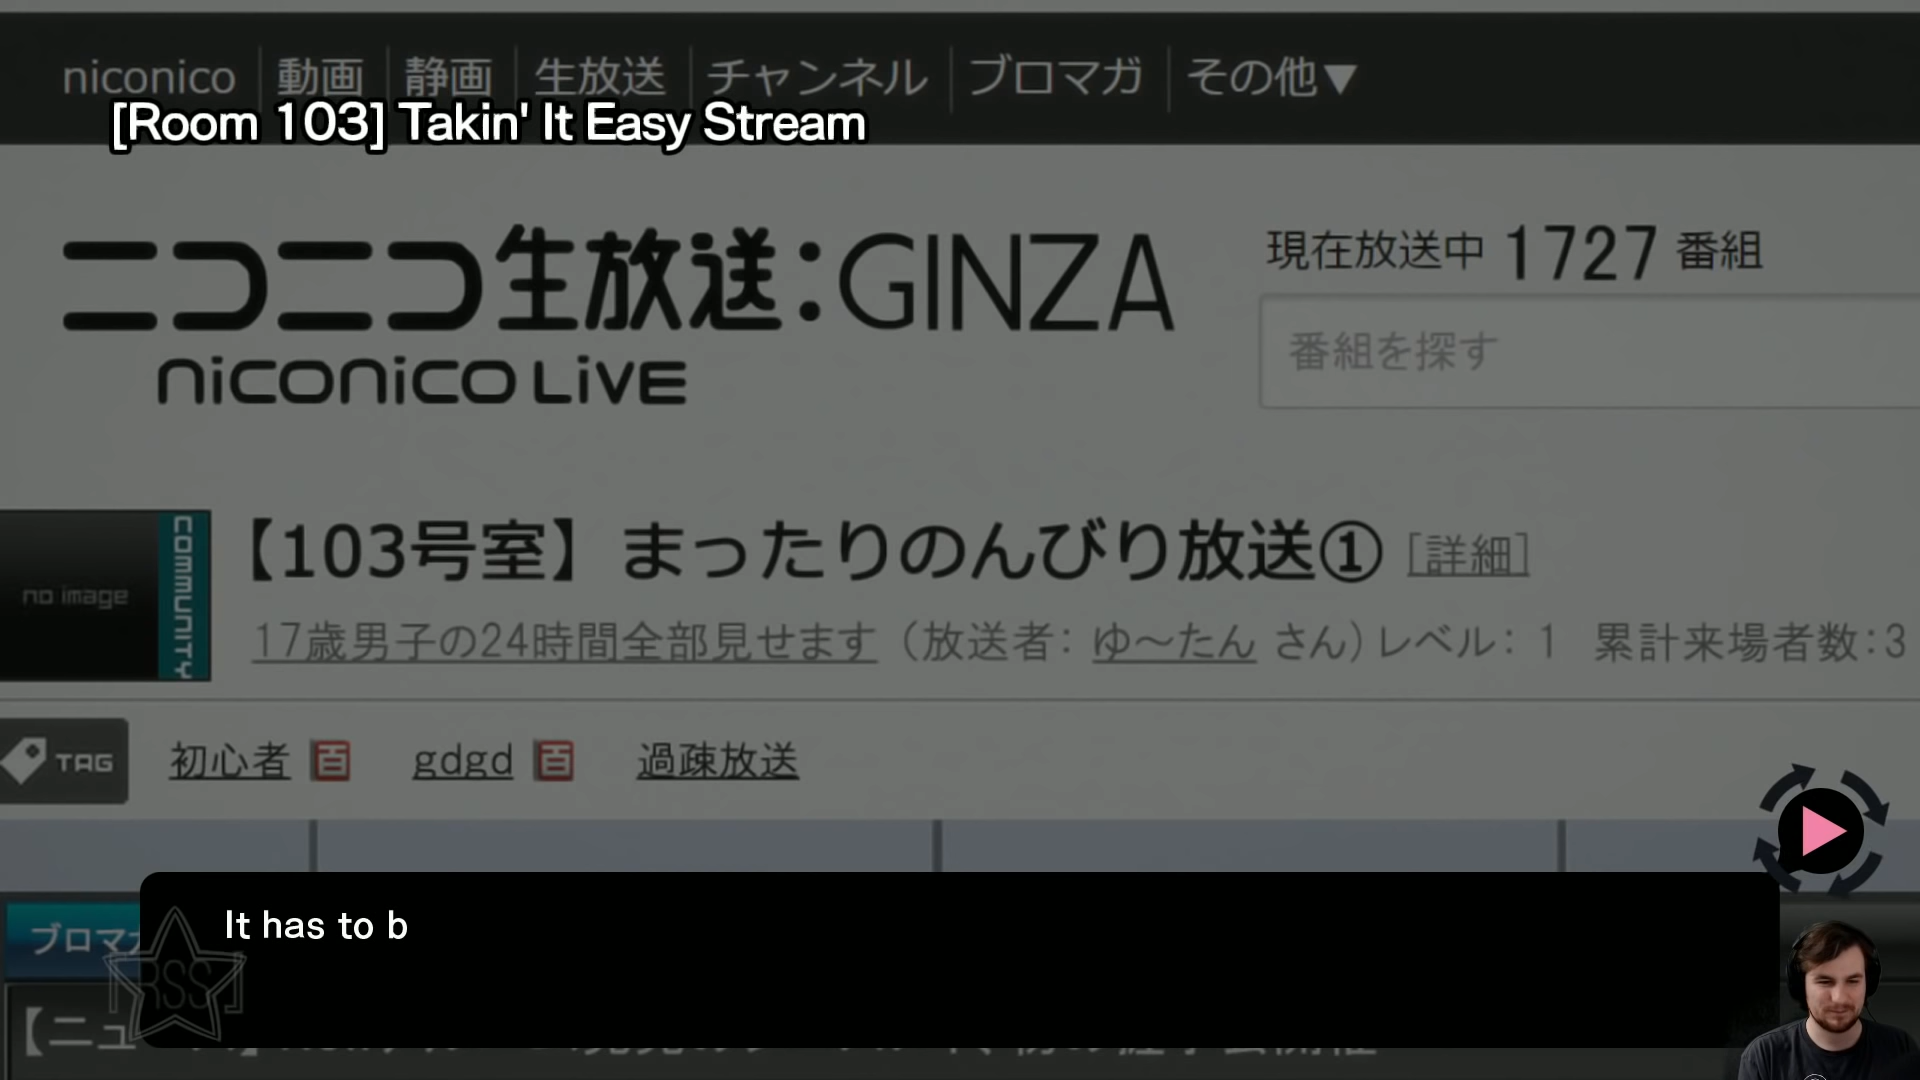 niconico 動画 静画 生放送 チャンネル ブロマガ その他▼
[Room 103] Takin' It Easy Stream
ニコニコ生放送:GINZA
niconico LiVE
現在放送中 1727 番組
番組を探す
no image
COMMUNITY
【103号室】まったりのんびり放送① [詳細]
17歳男子の24時間全部見せます (放送者: ゆ〜たん さん) レベル: 1 累計来場者数:3
TAG 初心者 百 gdgd 百 過疎放送
It has to b
ブロマ
RSS
【ニュ